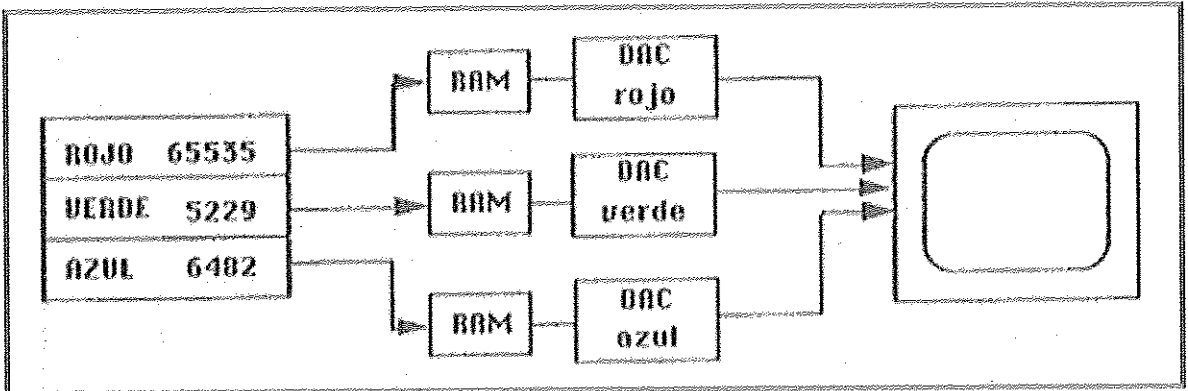 ROJO 65535
VERDE 5229
AZUL 6482
RAM
DAC
rojo
RAM
DAC
verde
RAM
DAC
azul